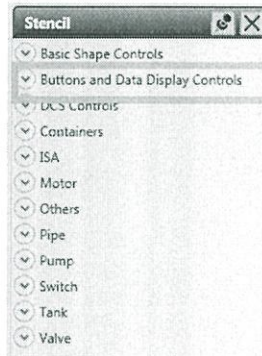 Stencil
Basic Shape Controls
Buttons and Data Display Controls
DCS Controls
Containers
ISA
Motor
Others
Pipe
Pump
Switch
Tank
Valve